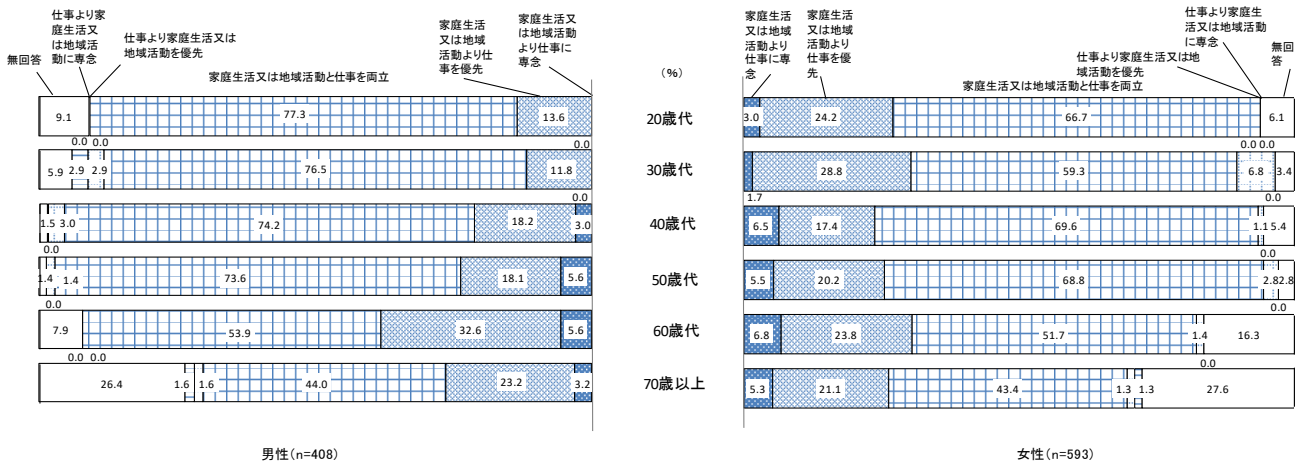 仕事より家
庭生活又
は地域活
動に専念
無回答
仕事より家庭生活又は
地域活動を優先
家庭生活又は地域活動と仕事を両立
家庭生活
又は地域
活動より仕
事を優先
家庭生活又
は地域活動
より仕事に
専念
(%)
家庭生活
又は地域
活動より
仕事に専
念
家庭生活又は
地域活動より
仕事を優
先
仕事より家庭生活又は地
域活動を優先
家庭生活又は地域活動と仕事を両立
仕事より家庭生
活又は地域活動
に専念
無回
答
9.1 77.3 13.6
20歳代
3.0 24.2 66.7 6.1
0.0 0.0 0.0
0.0 0.0
5.9 2.9 2.9 76.5 11.8
30歳代
28.8 59.3 6.8 3.4
0.0
1.7 0.0
1.5 3.0 74.2 18.2 3.0
40歳代
6.5 17.4 69.6 1.1 5.4
0.0 0.0
0.0
1.4 1.4 73.6 18.1 5.6
50歳代
5.5 20.2 68.8 2.8 2.8
0.0
0.0
7.9 53.9 32.6 5.6
60歳代
6.8 23.8 51.7 1.4 16.3
0.0 0.0
0.0
26.4 1.6 1.6 44.0 23.2 3.2
70歳以上
5.3 21.1 43.4 1.3 1.3 27.6
男性(n=408)
女性(n=593)